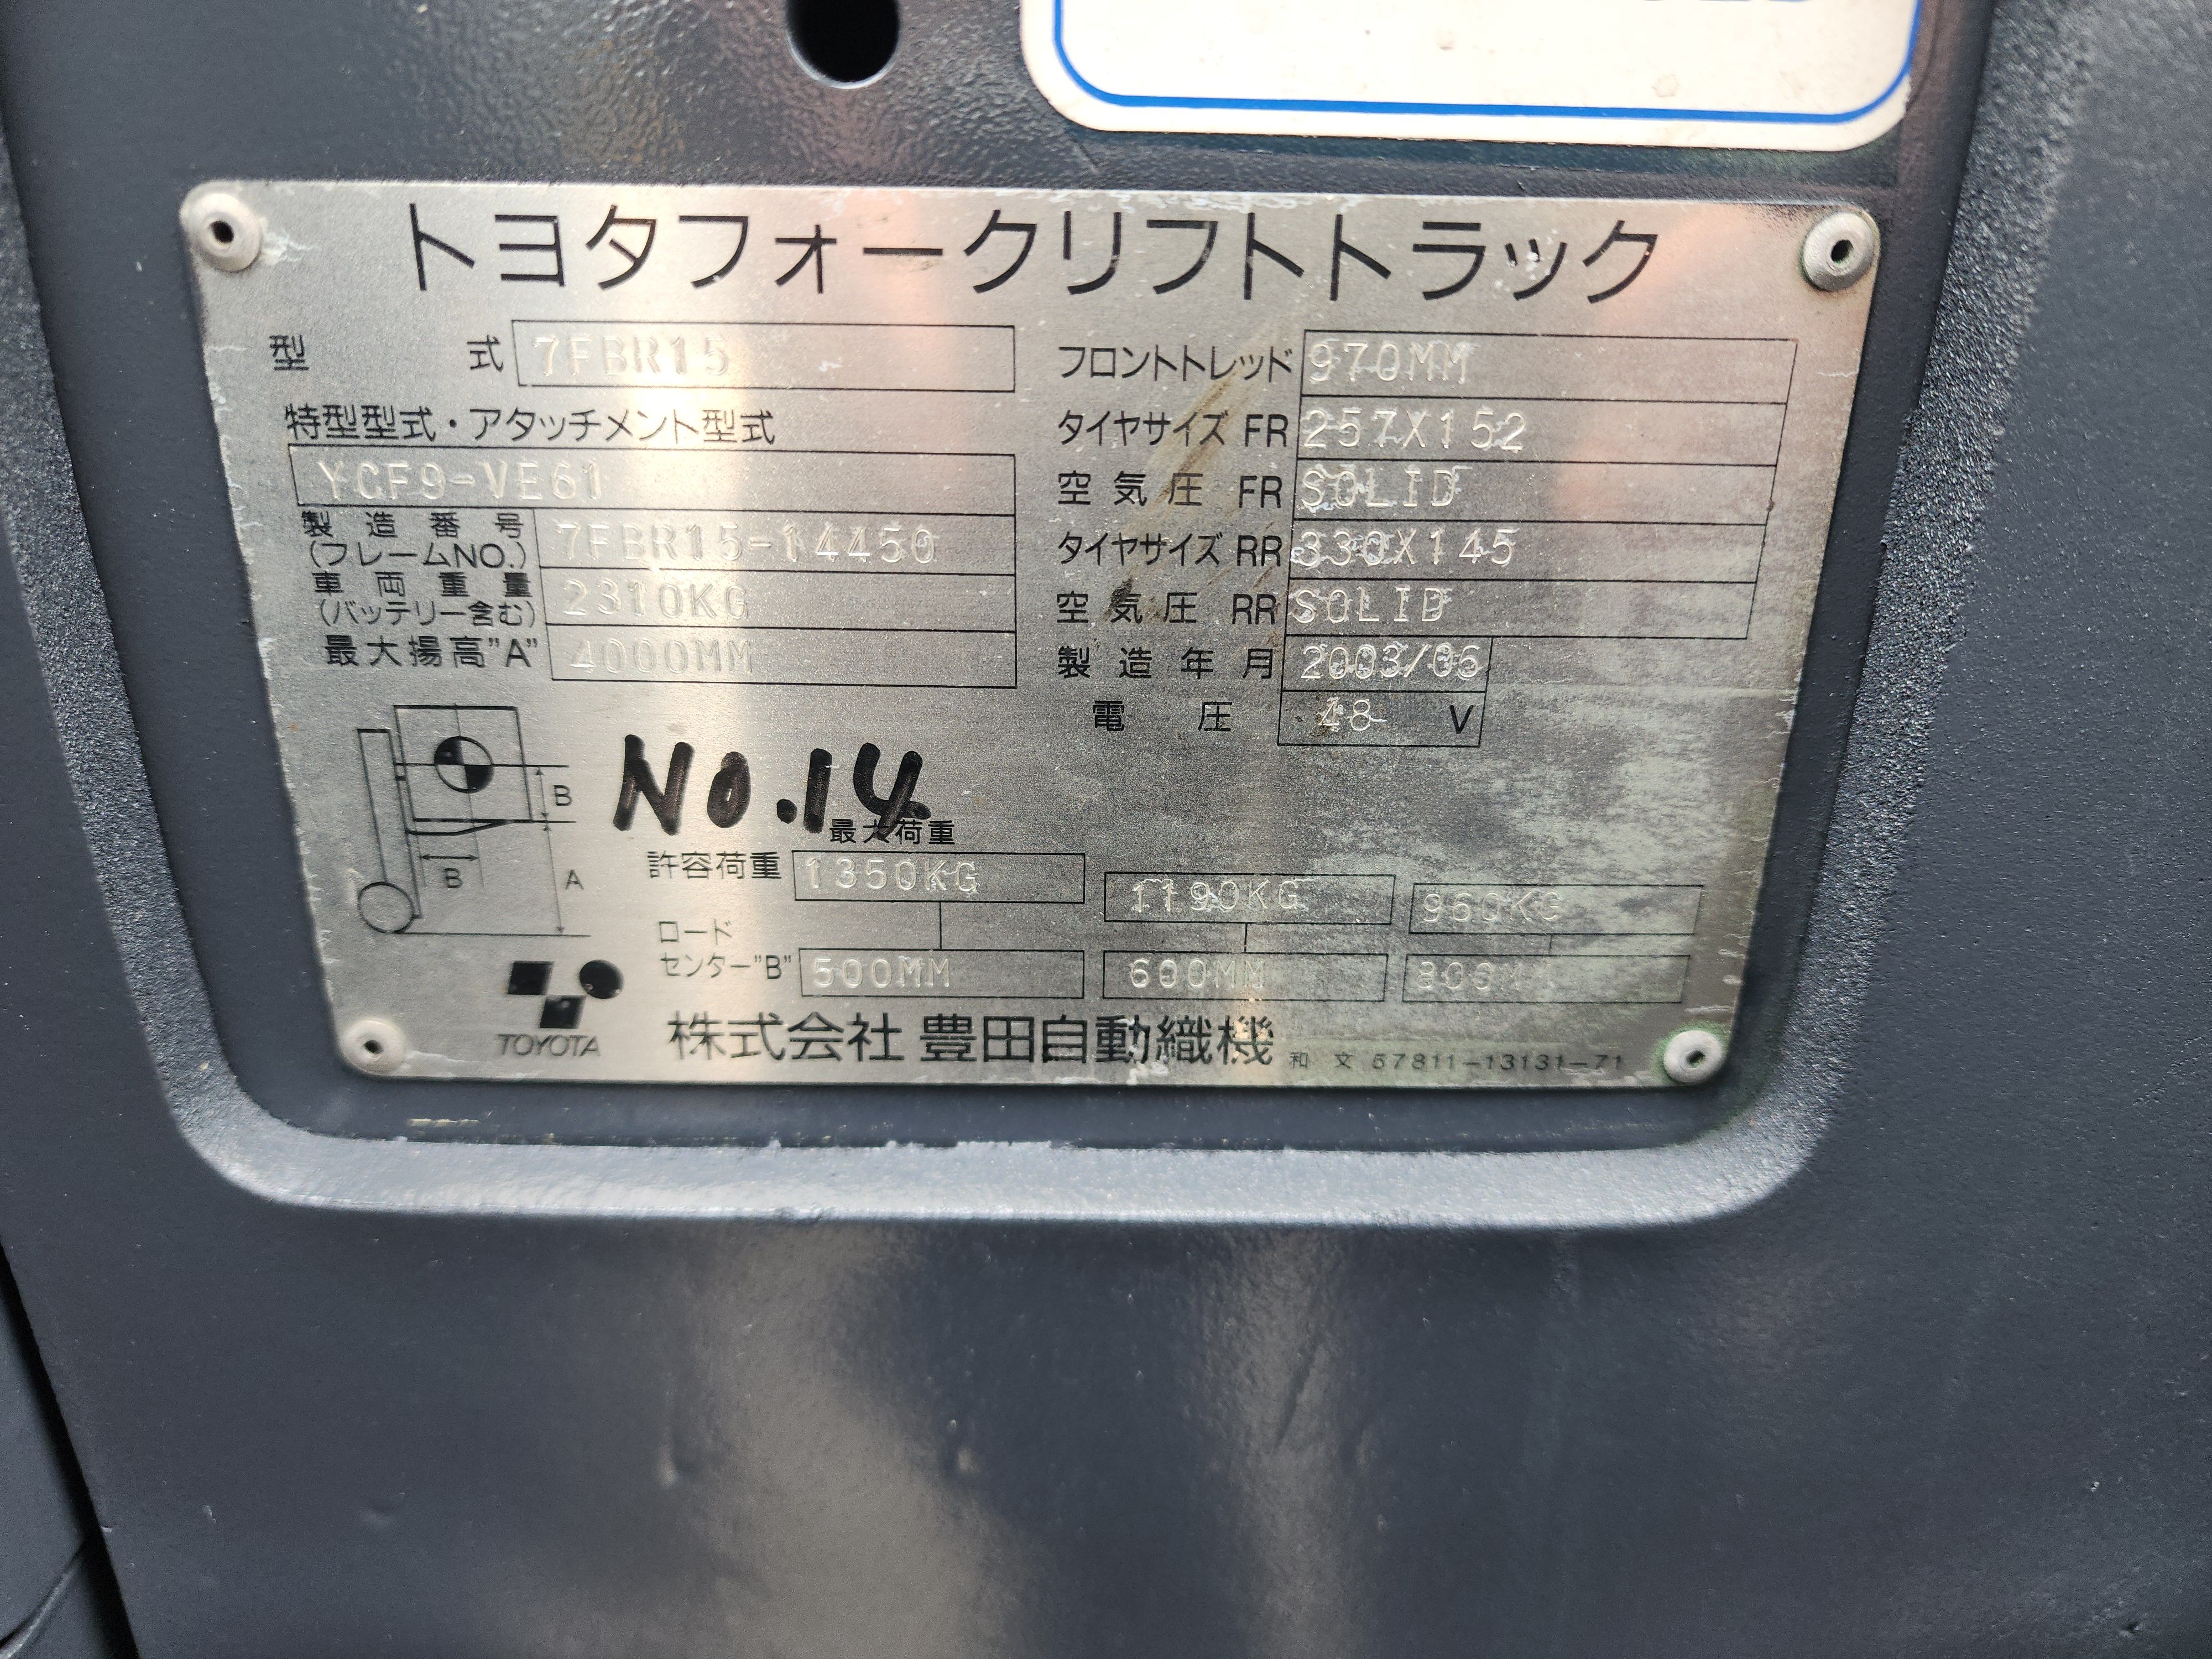 トヨタフォークリフトトラック
型 式 7FBR15
特型型式・アタッチメント型式
YCF9-VE61
製造番号 7FBR15-14450
(フレームNO.)
車両重量 2310KG
(バッテリー含む)
最大揚高"A" 4000MM
フロントトレッド 970MM
タイヤサイズ FR 257X152
空気圧 FR SOLID
タイヤサイズ RR 330X145
空気圧 RR SOLID
製造年月 2003/06
電圧 48 V
B
B
A
NO.14
最大荷重
許容荷重 1350KG 1190KG 960KG
ロード
センター"B" 500MM 600MM
TOYOTA 株式会社 豊田自動織機 和文 57811-13131-71